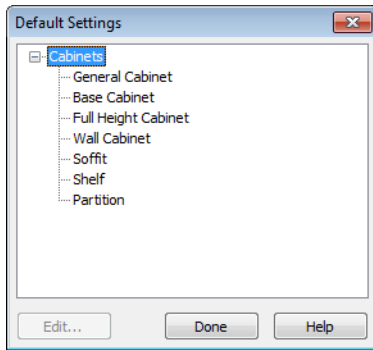 Default Settings
Cabinets
General Cabinet
Base Cabinet
Full Height Cabinet
Wall Cabinet
Soffit
Shelf
Partition
Edit... Done Help